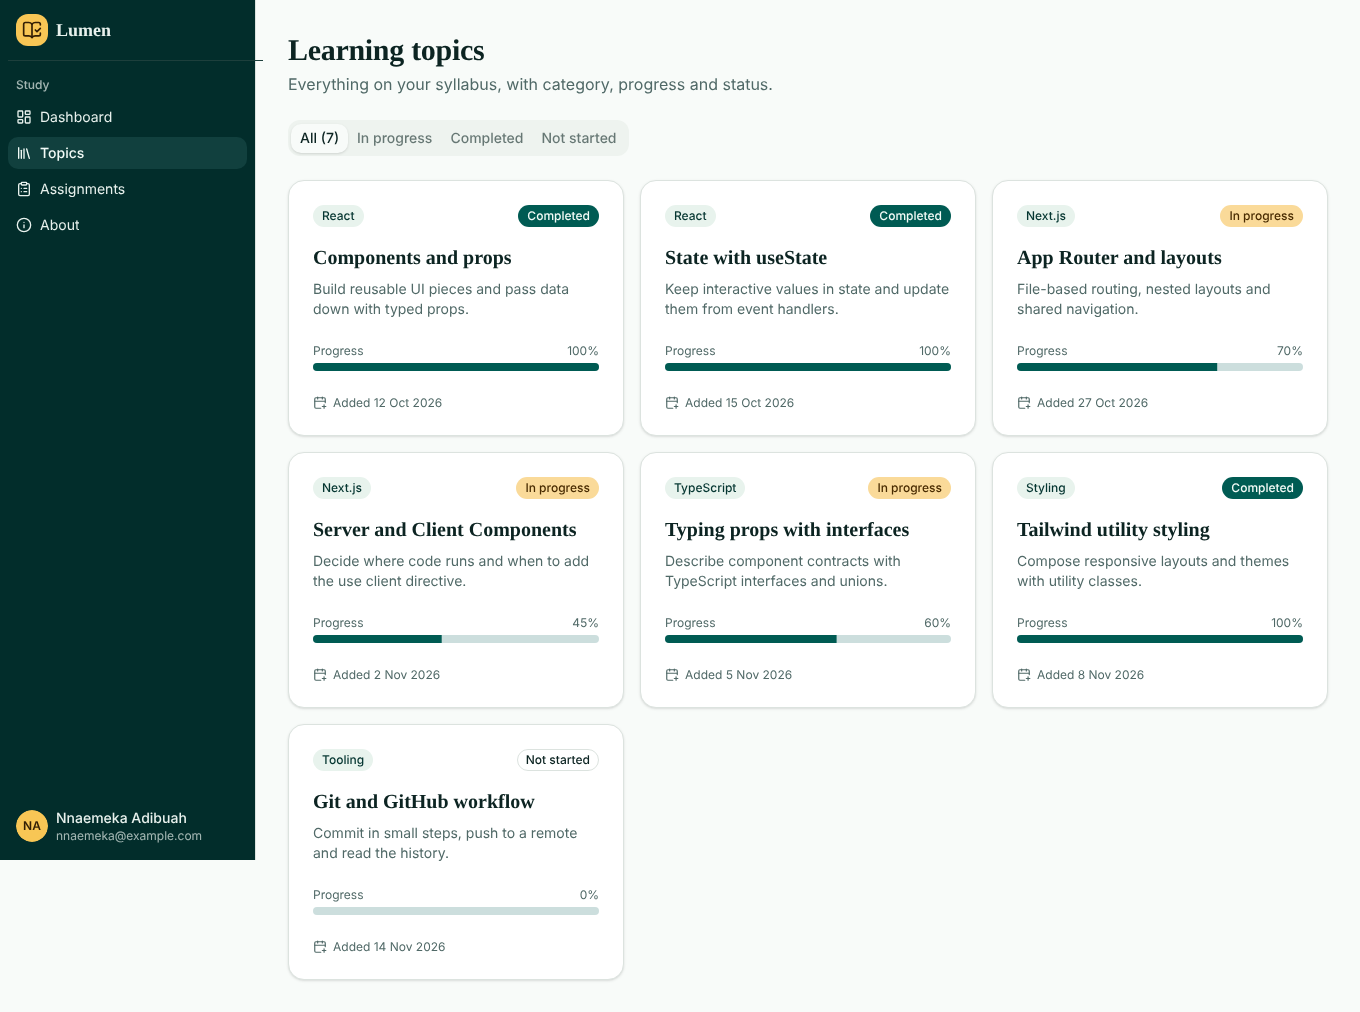 Lumen
Study
Dashboard
Topics
Assignments
About
NA
Nnaemeka Adibuah
nnaemeka@example.com
Learning topics
Everything on your syllabus, with category, progress and status.
All (7)
In progress
Completed
Not started
React
Completed
Components and props
Build reusable UI pieces and pass data
down with typed props.
Progress
100%
Added 12 Oct 2026
React
Completed
State with useState
Keep interactive values in state and update
them from event handlers.
Progress
100%
Added 15 Oct 2026
Next.js
In progress
App Router and layouts
File-based routing, nested layouts and
shared navigation.
Progress
70%
Added 27 Oct 2026
Next.js
In progress
Server and Client Components
Decide where code runs and when to add
the use client directive.
Progress
45%
Added 2 Nov 2026
TypeScript
In progress
Typing props with interfaces
Describe component contracts with
TypeScript interfaces and unions.
Progress
60%
Added 5 Nov 2026
Styling
Completed
Tailwind utility styling
Compose responsive layouts and themes
with utility classes.
Progress
100%
Added 8 Nov 2026
Tooling
Not started
Git and GitHub workflow
Commit in small steps, push to a remote
and read the history.
Progress
0%
Added 14 Nov 2026